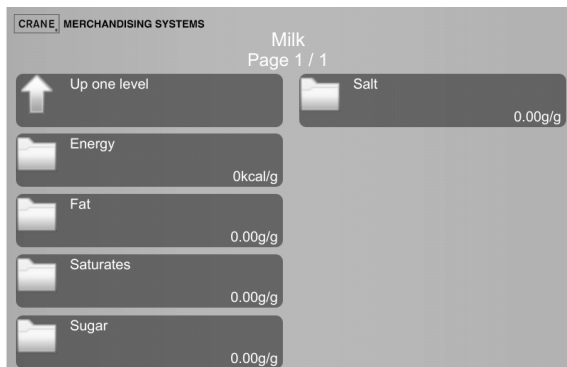 CRANE® MERCHANDISING SYSTEMS
Milk
Page 1 / 1
Up one level
Energy
0kcal/g
Fat
0.00g/g
Saturates
0.00g/g
Sugar
0.00g/g
Salt
0.00g/g